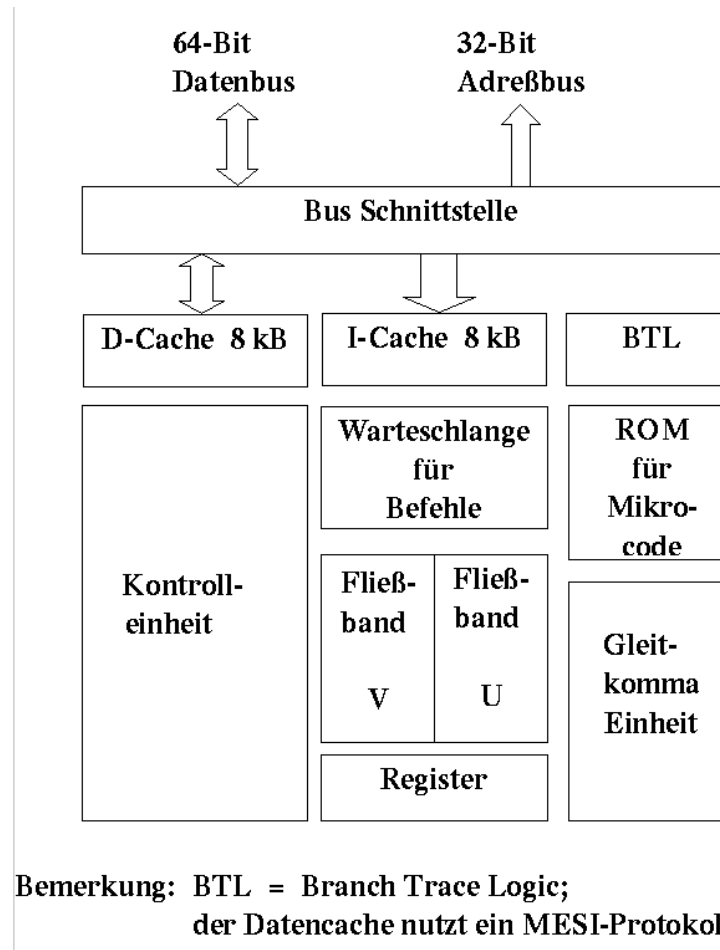 64-Bit
Datenbus
32-Bit
Adreßbus
Bus Schnittstelle
D-Cache 8 kB
I-Cache 8 kB
BTL
Kontroll-
einheit
Warteschlange
für
Befehle
ROM
für
Mikro-
code
Fließ-
band
V
Fließ-
band
U
Gleit-
komma
Einheit
Register
Bemerkung: BTL = Branch Trace Logic;
der Datencache nutzt ein MESI-Protokol